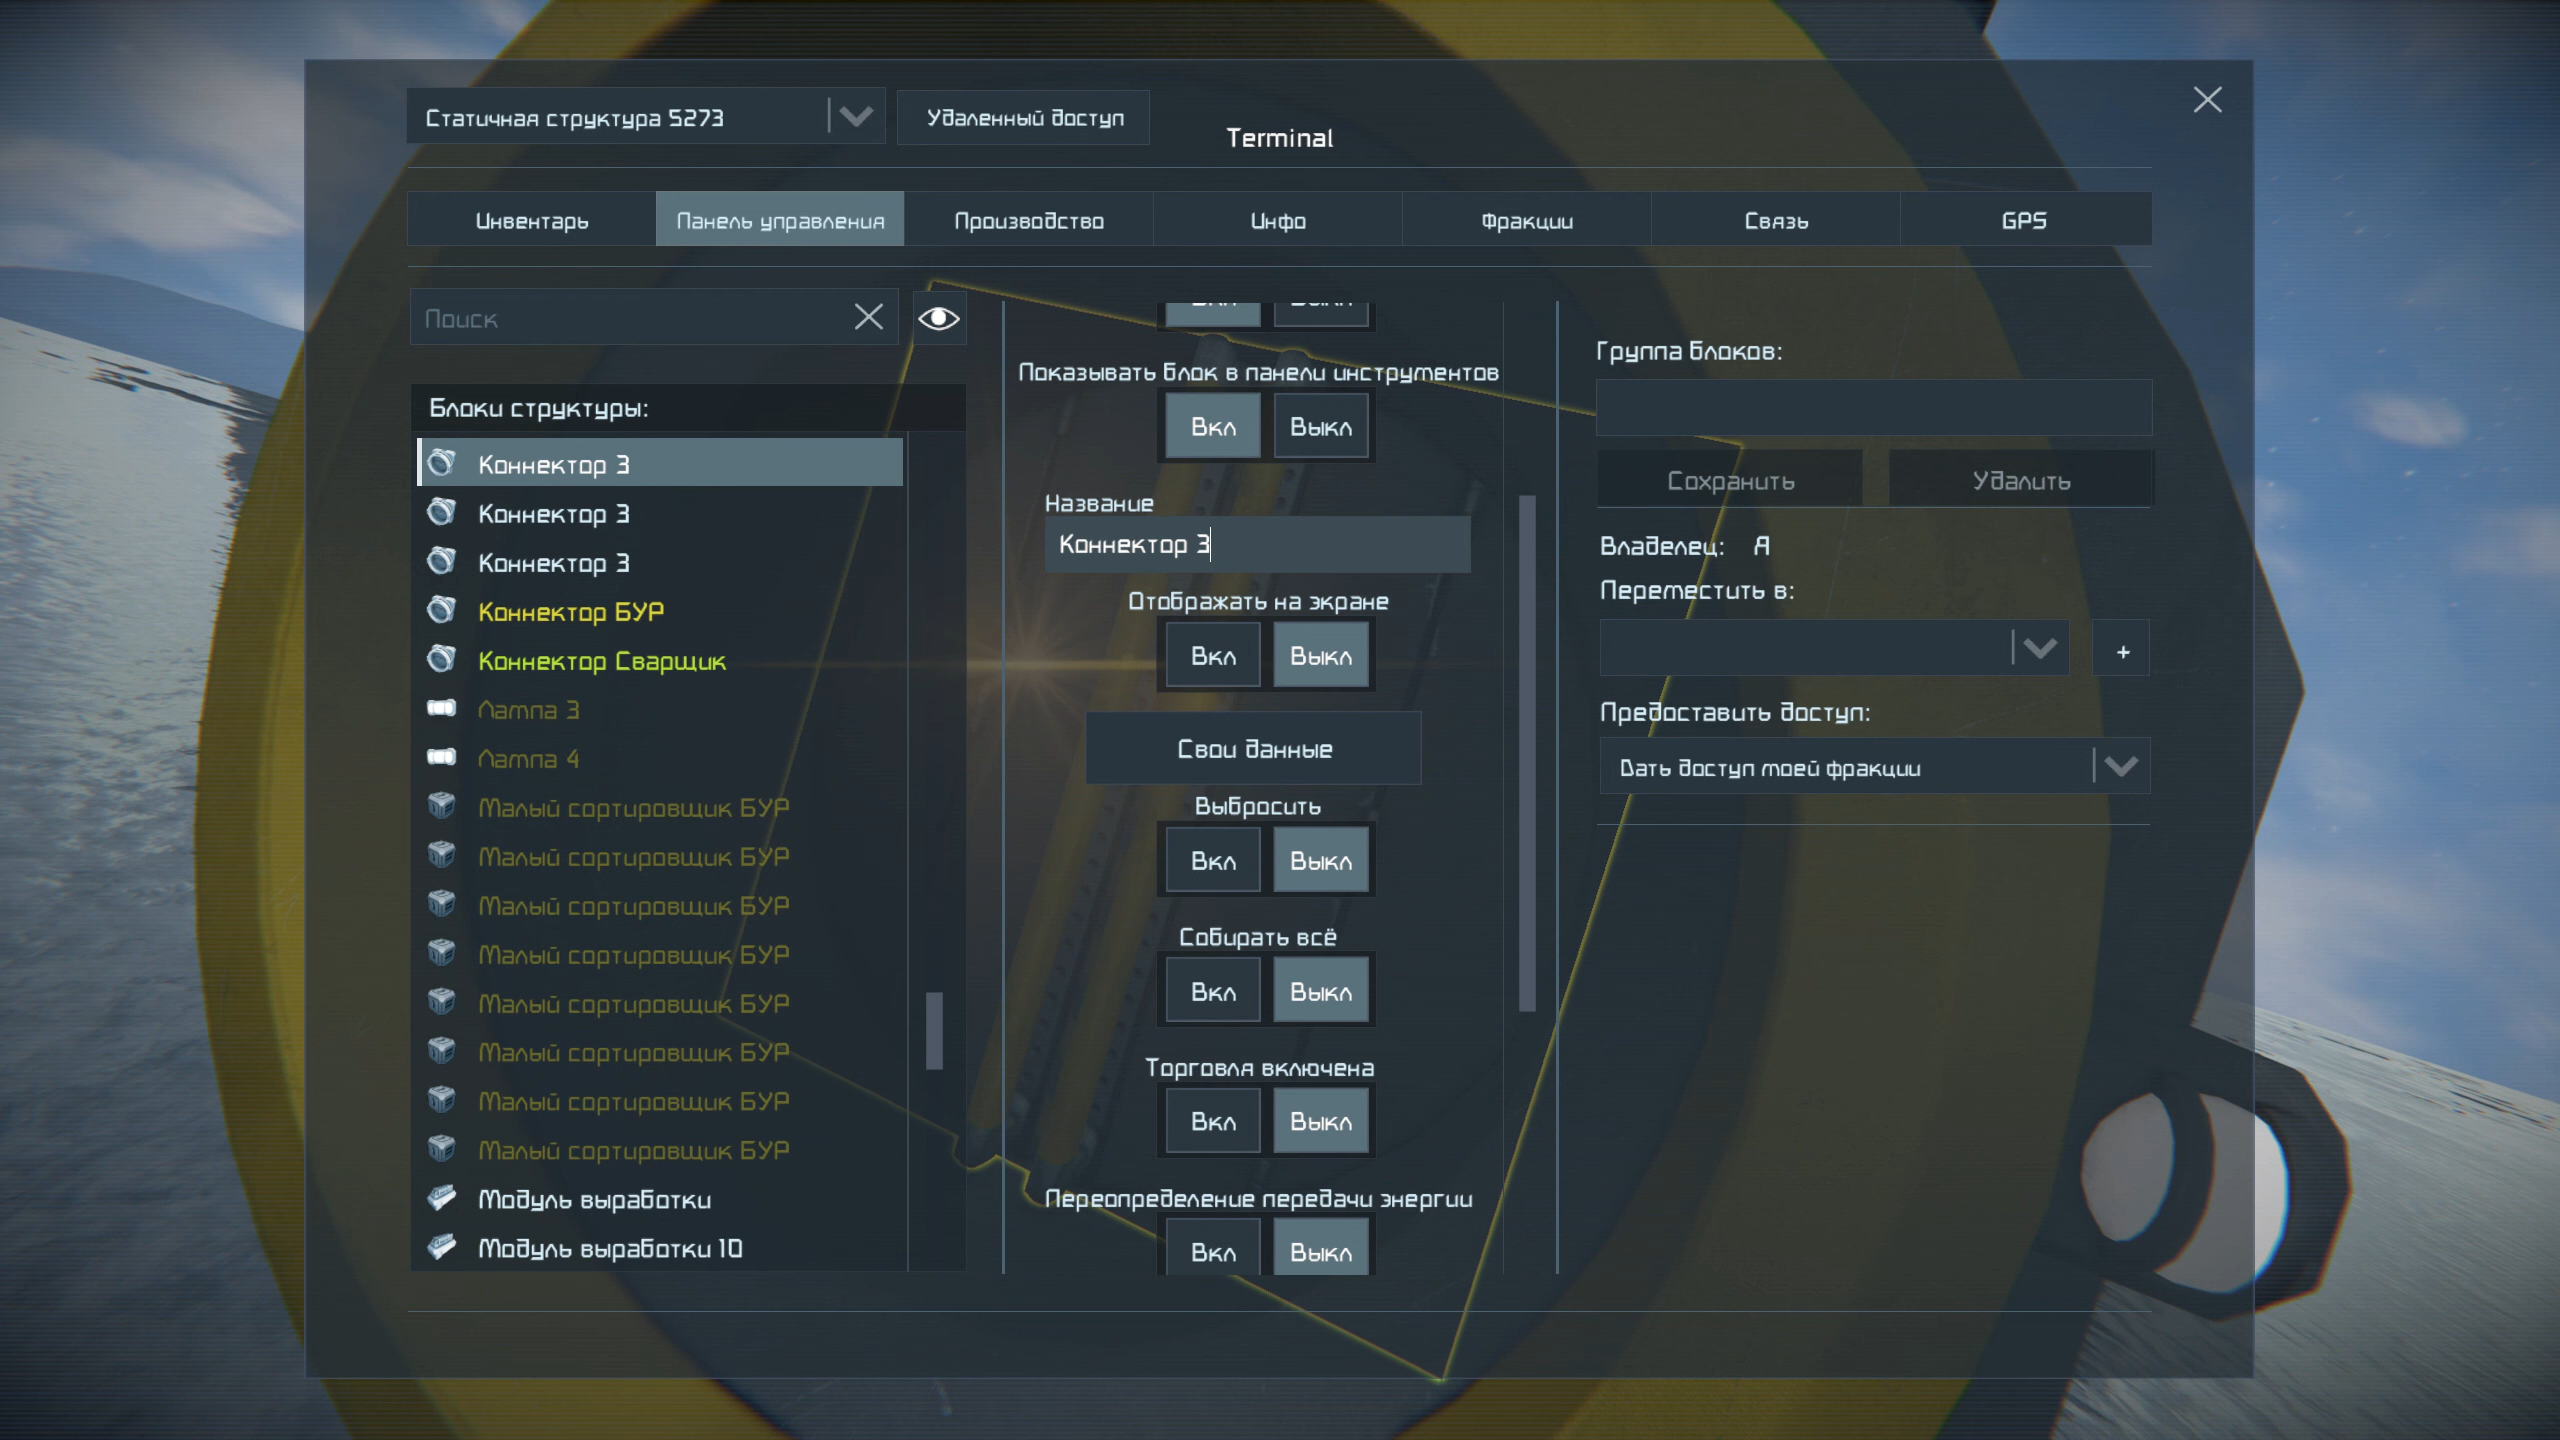 Статичная структура 5273
Удаленный доступ
Terminal
Инвентарь
Панель управления
Производство
Инфо
Фракции
Связь
GPS
Поиск
Блоки структуры:
Коннектор 3
Коннектор 3
Коннектор 3
Коннектор БУР
Коннектор Сварщик
Лампа 3
Лампа 4
Малый сортировщик БУР
Малый сортировщик БУР
Малый сортировщик БУР
Малый сортировщик БУР
Малый сортировщик БУР
Малый сортировщик БУР
Малый сортировщик БУР
Малый сортировщик БУР
Модуль выработки
Модуль выработки 10
Показывать блок в панели инструментов
Вкл Выкл
Название
Коннектор 3
Отображать на экране
Вкл Выкл
Свои данные
Выбросить
Вкл Выкл
Собирать всё
Вкл Выкл
Торговля включена
Вкл Выкл
Переопределение передачи энергии
Вкл Выкл
Группа блоков:
Сохранить
Удалить
Владелец: A
Переместить в:
+
Предоставить доступ:
Дать доступ моей фракции